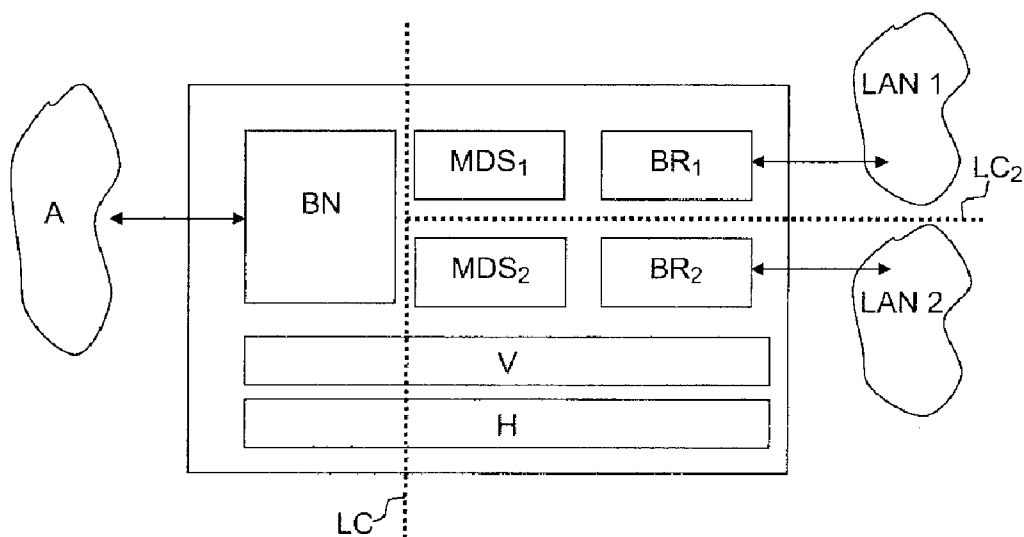 A
BN
MDS₁
BR₁
LAN 1
LC₂
MDS₂
BR₂
LAN 2
V
H
LC